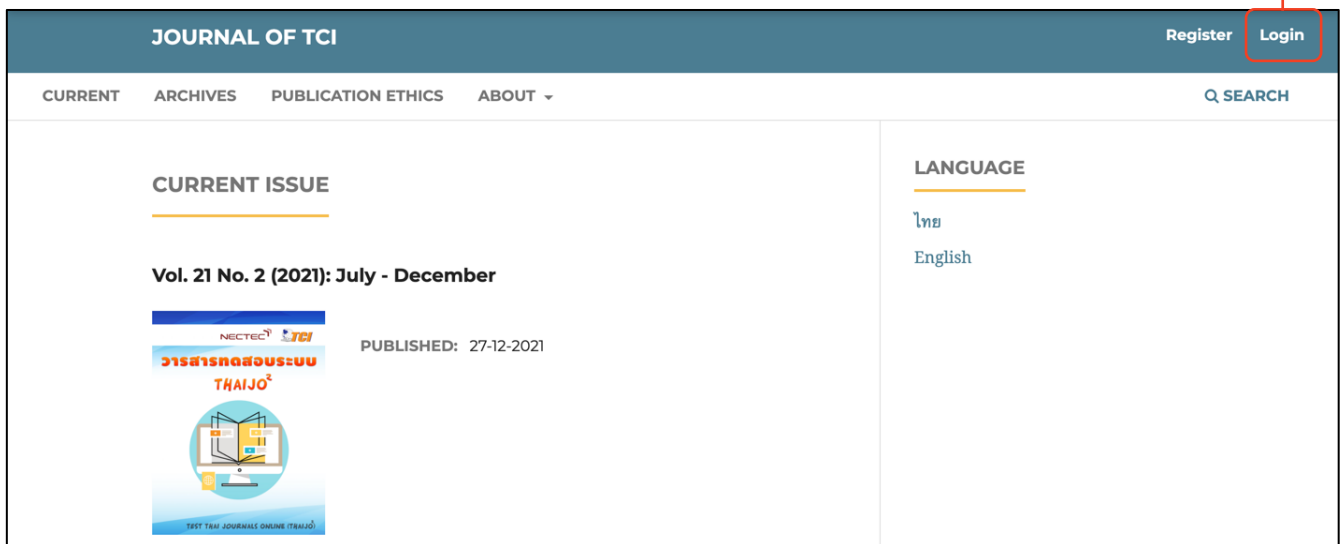 JOURNAL OF TCI
Register Login
CURRENT ARCHIVES PUBLICATION ETHICS ABOUT
SEARCH
CURRENT ISSUE
Vol. 21 No. 2 (2021): July - December
NECTEC TCI
วารสารทดสอบระบบ
THAIJO2
TEST THAI JOURNALS ONLINE (THAIJO)
PUBLISHED: 27-12-2021
LANGUAGE
ไทย
English